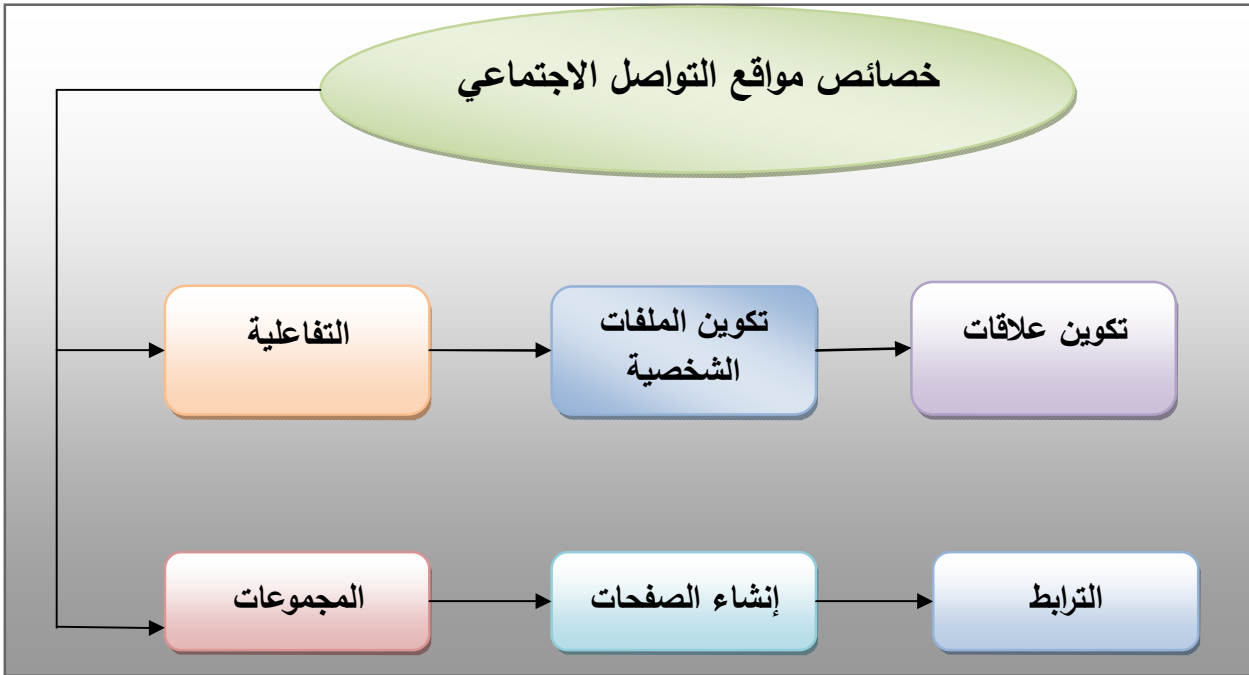 خصائص مواقع التواصل الاجتماعي
التفاعلية
تكوين الملفات
الشخصية
تكوين علاقات
المجموعات
إنشاء الصفحات
الترابط